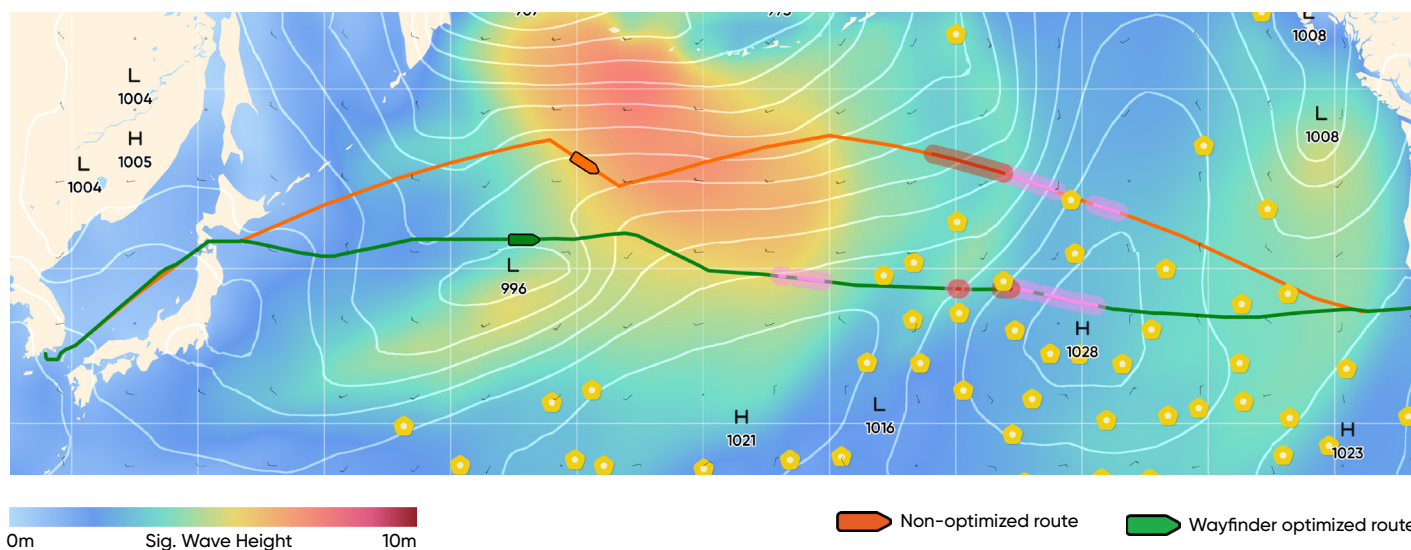 L
1008
L
1004
H
1005
L
1004
L
1008
L
996
H
1028
L
1016
H
1021
H
1023
0m
Sig. Wave Height
10m
Non-optimized route
Wayfinder optimized route